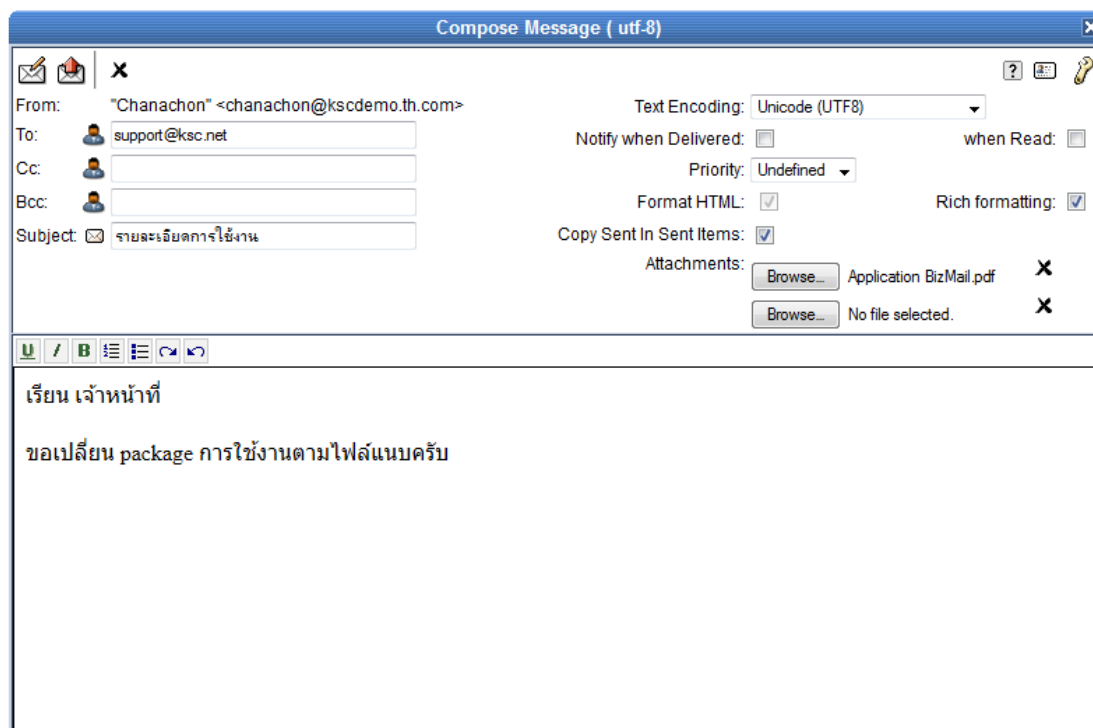 Compose Message ( utf-8)
From: "Chanachon" <chanachon@kscdemo.th.com>
Text Encoding: Unicode (UTF8)
To: support@ksc.net
Notify when Delivered: when Read:
Cc:
Priority: Undefined
Bcc:
Format HTML: Rich formatting:
Subject: รายละเอียดการใช้งาน
Copy Sent In Sent Items:
Attachments: Browse... Application BizMail.pdf
Browse... No file selected.
U I B
เรียน เจ้าหน้าที่
ขอเปลี่ยน package การใช้งานตามไฟล์แนบครับ